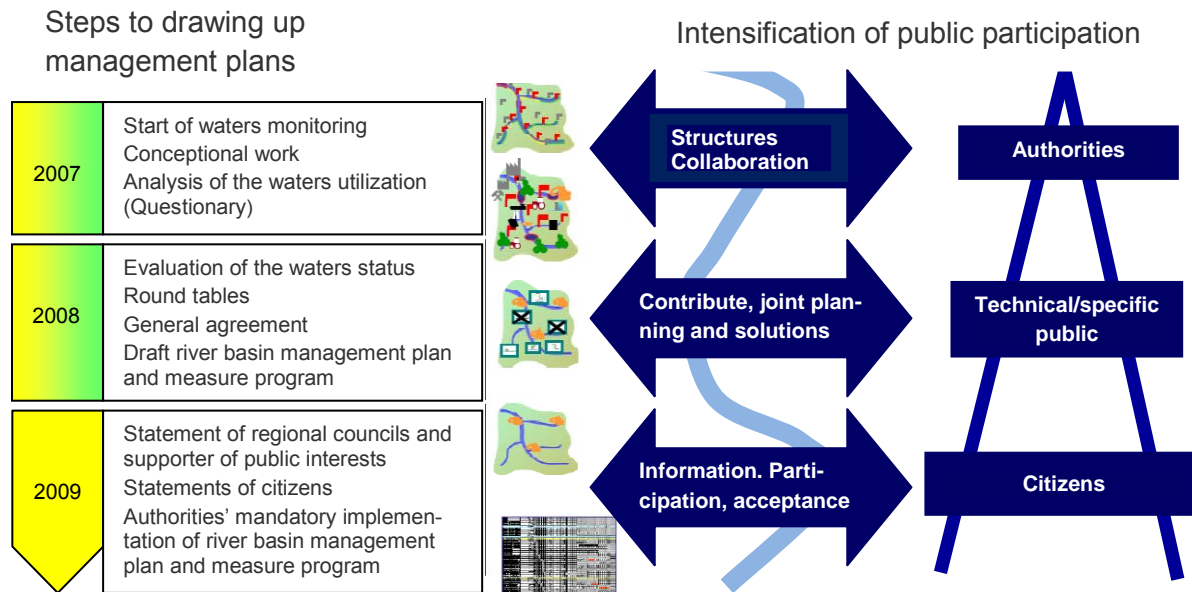 Steps to drawing up
management plans
Intensification of public participation
2007
Start of waters monitoring
Conceptional work
Analysis of the waters utilization
(Questionary)
Structures
Collaboration
Authorities
2008
Evaluation of the waters status
Round tables
General agreement
Draft river basin management plan
and measure program
Contribute, joint plan-
ning and solutions
Technical/specific
public
2009
Statement of regional councils and
supporter of public interests
Statements of citizens
Authorities’ mandatory implemen-
tation of river basin management
plan and measure program
Information. Parti-
cipation, acceptance
Citizens